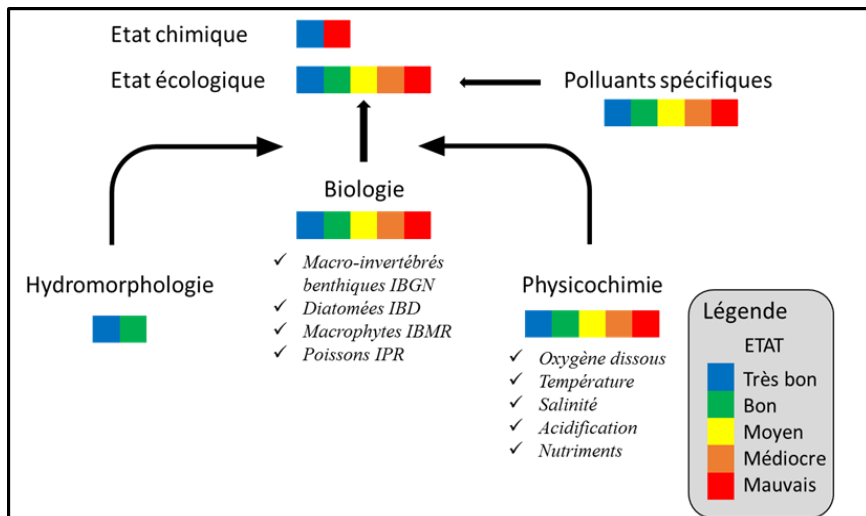 Etat chimique
Etat écologique
Polluants spécifiques
Biologie
✓ Macro-invertébrés
benthiques IBGN
✓ Diatomées IBD
✓ Macrophytes IBMR
✓ Poissons IPR
Hydromorphologie
Physicochimie
✓ Oxygène dissous
✓ Température
✓ Salinité
✓ Acidification
✓ Nutriments
Légende
ETAT
Très bon
Bon
Moyen
Médiocre
Mauvais